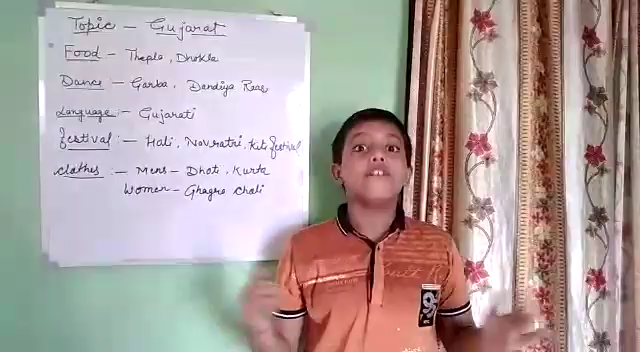 Topic - Gujarat
Food - Thepla, Dhokla
Dance - Garba, Dandiya Raas
Language - Gujarati
festival :- Holi, Navratri, Kite festival
clothes :- Mens - Dhoti, Kurta
Women - Ghagra choli
9